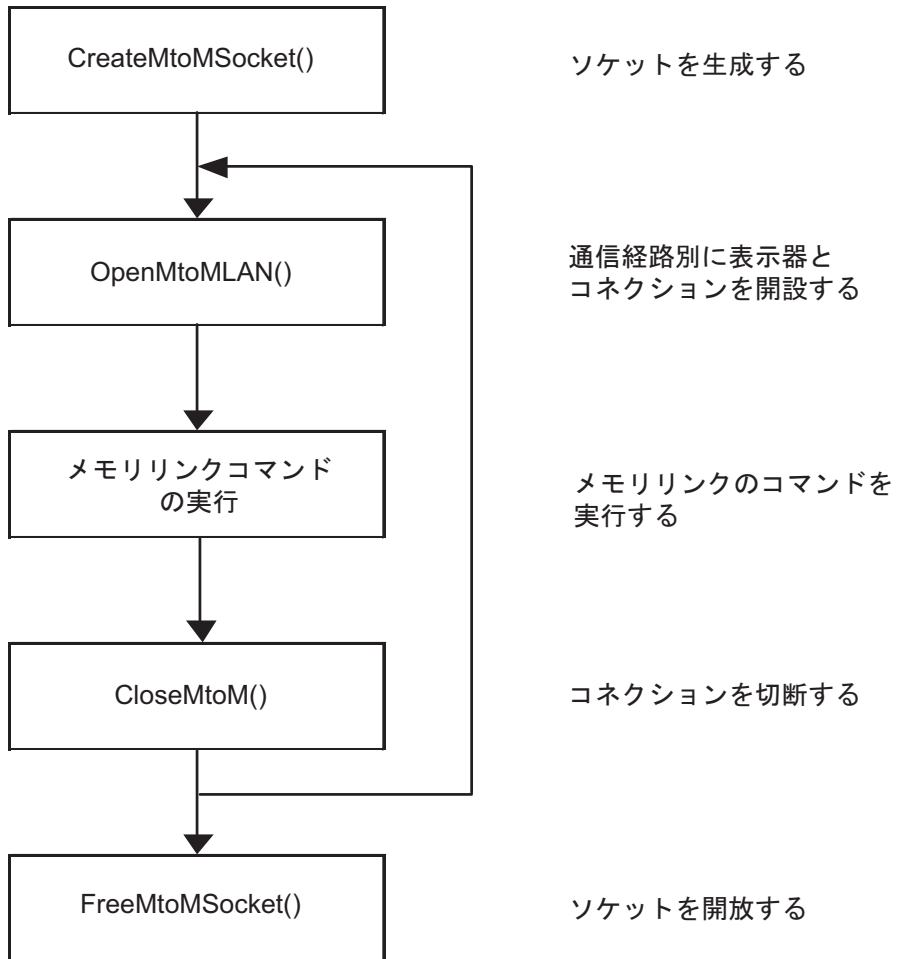 CreateMtoMSocket()
ソケットを生成する
OpenMtoMLAN()
通信経路別に表示器と
コネクションを開設する
メモリリンクコマンド
の実行
メモリリンクのコマンドを
実行する
CloseMtoM()
コネクションを切断する
FreeMtoMSocket()
ソケットを開放する